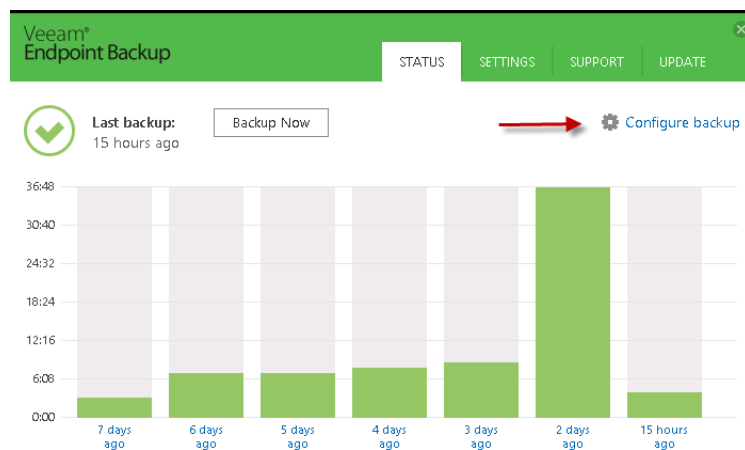 Veeam®
Endpoint Backup
STATUS SETTINGS SUPPORT UPDATE
Last backup: Backup Now Configure backup
15 hours ago
36:48
30:40
24:32
18:24
12:16
6:08
0:00
7 days 6 days 5 days 4 days 3 days 2 days 15 hours
ago ago ago ago ago ago ago